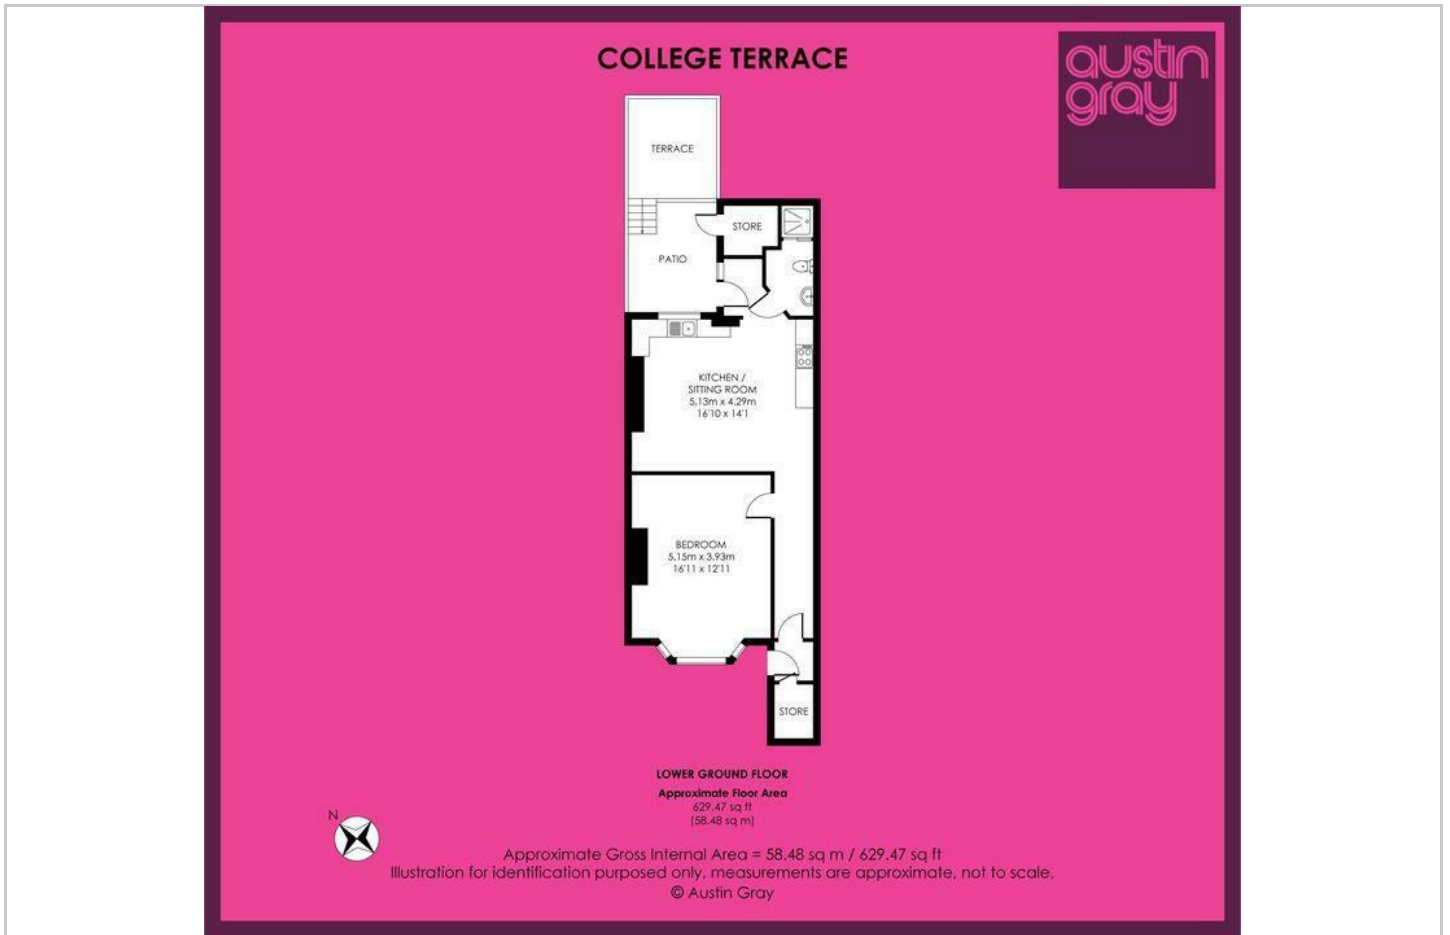 COLLEGE TERRACE
austin
gray
TERRACE
STORE
PATIO
KITCHEN /
SITTING ROOM
5.13m x 4.29m
16'10 x 14'1
BEDROOM
5.15m x 3.93m
16'11 x 12'11
STORE
LOWER GROUND FLOOR
Approximate Floor Area
629.47 sq ft
(58.48 sq m)
N
Approximate Gross Internal Area = 58.48 sq m / 629.47 sq ft
Illustration for identification purposed only, measurements are approximate, not to scale.
© Austin Gray